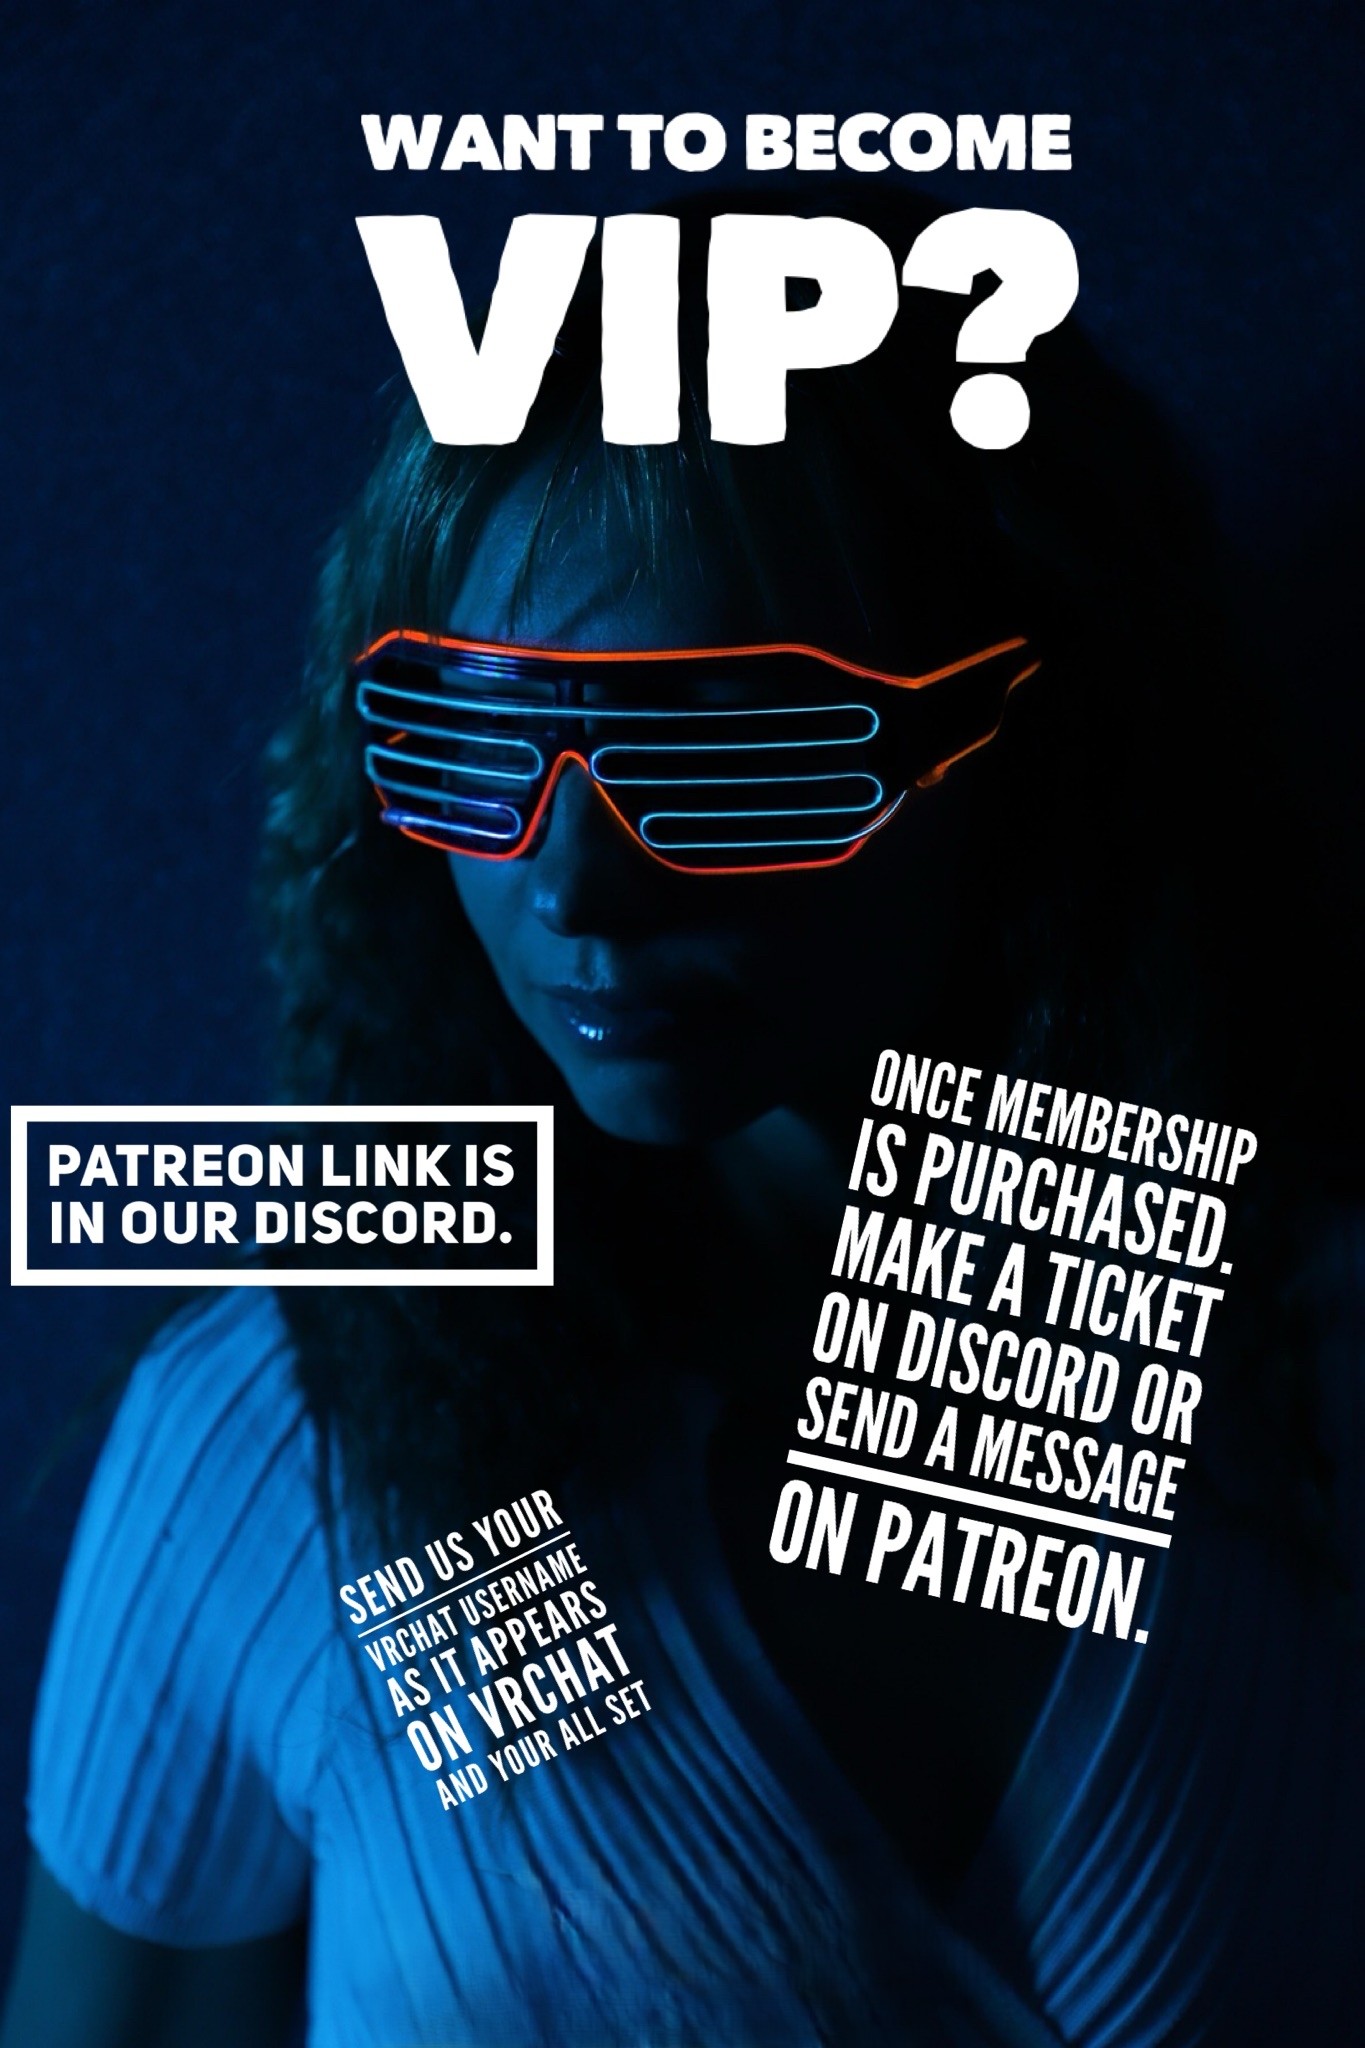 WANT TO BECOME
VIP?
PATREON LINK IS
IN OUR DISCORD.
ONCE MEMBERSHIP
IS PURCHASED.
MAKE A TICKET
ON DISCORD OR
SEND A MESSAGE
ON PATREON.
SEND US YOUR
VRCHAT USERNAME
AS IT APPEARS
ON VRCHAT
AND YOUR ALL SET